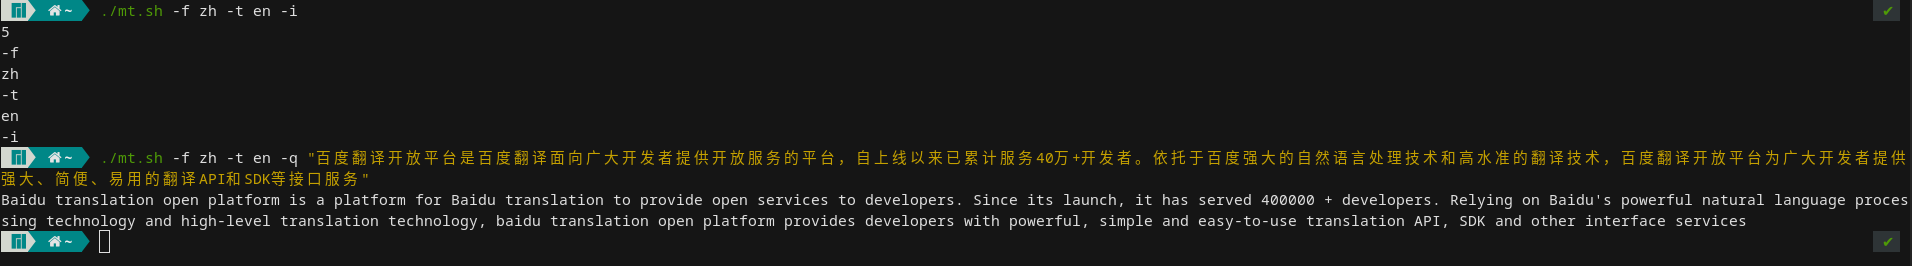 ~ ./mt.sh -f zh -t en -i ✔
5
-f
zh
-t
en
-i
~ ./mt.sh -f zh -t en -q "百度翻译开放平台是百度翻译面向广大开发者提供开放服务的平台，自上线以来已累计服务40万+开发者。依托于百度强大的自然语言处理技术和高水准的翻译技术，百度翻译开放平台为广大开发者提供
强大、简便、易用的翻译API和SDK等接口服务"
Baidu translation open platform is a platform for Baidu translation to provide open services to developers. Since its launch, it has served 400000 + developers. Relying on Baidu's powerful natural language proces
sing technology and high-level translation technology, baidu translation open platform provides developers with powerful, simple and easy-to-use translation API, SDK and other interface services
~ ✔